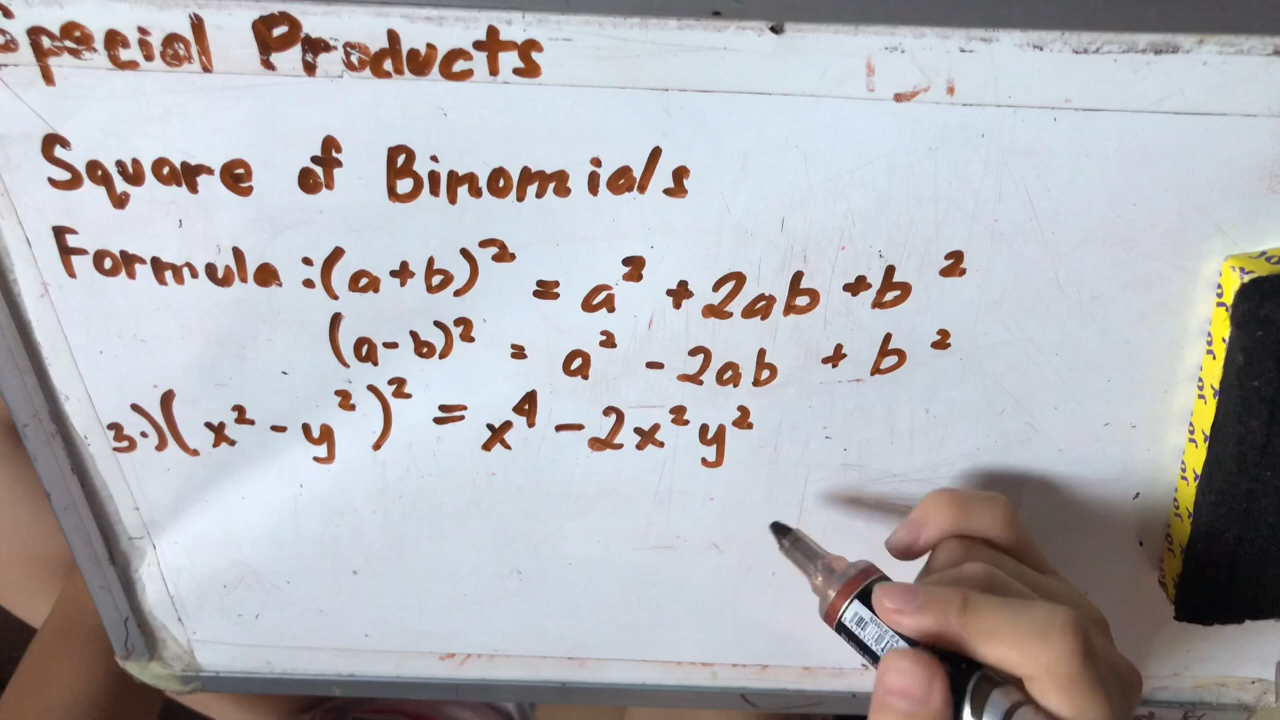 Special Products
Square of Binomials
Formula :(a+b)² = a² +2ab +b²
(a-b)² = a² -2ab + b²
3.)(x²-y²)² = x⁴-2x²y²